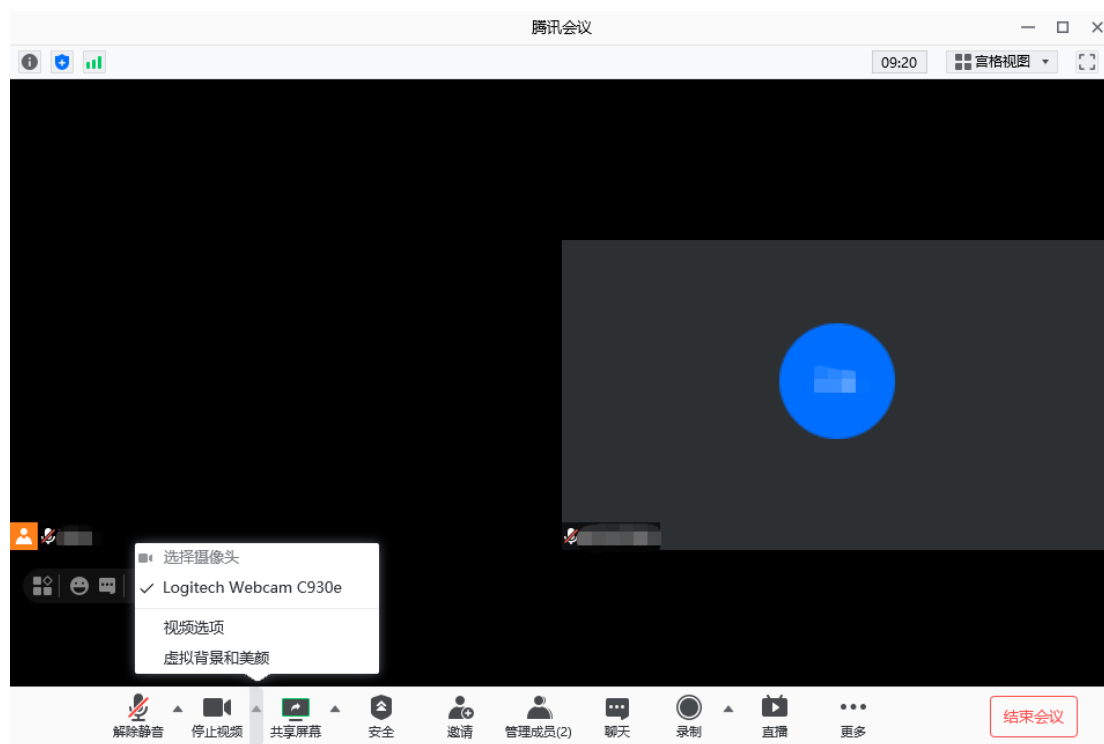 腾讯会议
09:20
宫格视图
选择摄像头
Logitech Webcam C930e
视频选项
虚拟背景和美颜
解除静音
停止视频
共享屏幕
安全
邀请
管理成员(2)
聊天
录制
直播
更多
结束会议